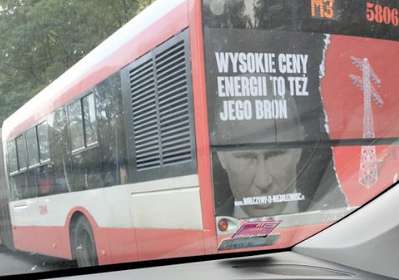 M3
5806
WYSOKIE CENY
ENERGII TO TEŻ
JEGO BROŃ